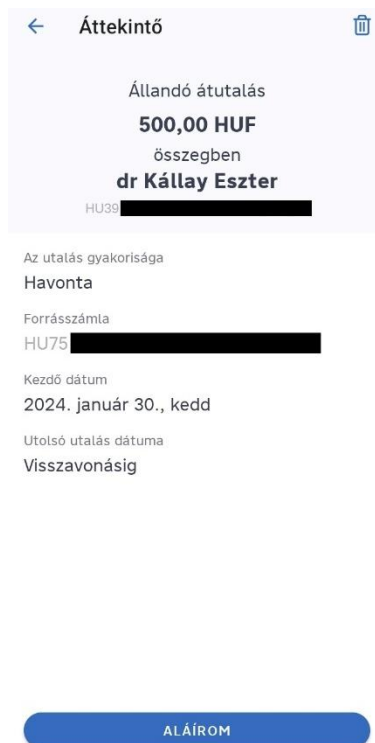 Áttekintő
Állandó átutalás
500,00 HUF
összegben
dr Kállay Eszter
HU39
Az utalás gyakorisága
Havonta
Forrásszámla
HU75
Kezdő dátum
2024. január 30., kedd
Utolsó utalás dátuma
Visszavonásig
ALÁÍROM